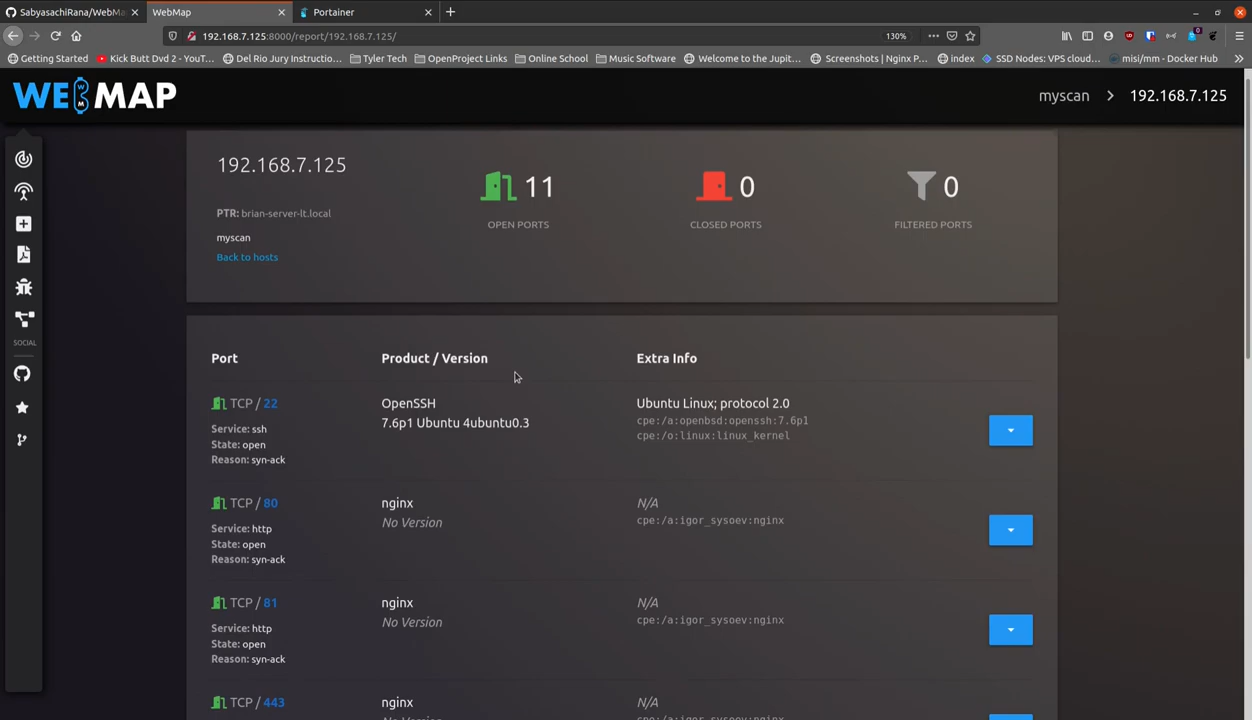 SabyasachiRana/WebMa
WebMap
Portainer
192.168.7.125:8000/report/192.168.7.125/
130%
Getting Started
Kick Butt Dvd 2 - YouT…
Del Rio Jury Instructio…
Tyler Tech
OpenProject Links
Online School
Music Software
Welcome to the Jupit…
Screenshots | Nginx P…
index
SSD Nodes: VPS cloud…
misi/mm - Docker Hub
WEBMAP
myscan
192.168.7.125
192.168.7.125
11
0
0
OPEN PORTS
CLOSED PORTS
FILTERED PORTS
PTR: brian-server-lt.local
myscan
Back to hosts
SOCIAL
Port
Product / Version
Extra Info
TCP / 22
OpenSSH
Ubuntu Linux; protocol 2.0
7.6p1 Ubuntu 4ubuntu0.3
cpe:/a:openbsd:openssh:7.6p1
cpe:/o:linux:linux_kernel
Service: ssh
State: open
Reason: syn-ack
TCP / 80
nginx
N/A
No Version
cpe:/a:igor_sysoev:nginx
Service: http
State: open
Reason: syn-ack
TCP / 81
nginx
N/A
No Version
cpe:/a:igor_sysoev:nginx
Service: http
State: open
Reason: syn-ack
TCP / 443
nginx
N/A
No Version
cpe:/a:igor_sysoev:nginx